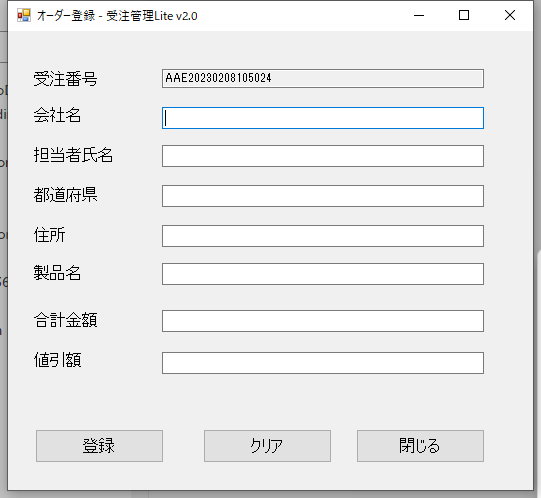 オーダー登録 - 受注管理Lite v2.0
受注番号 AAE20230208105024
会社名
担当者氏名
都道府県
住所
製品名
合計金額
値引額
登録 クリア 閉じる